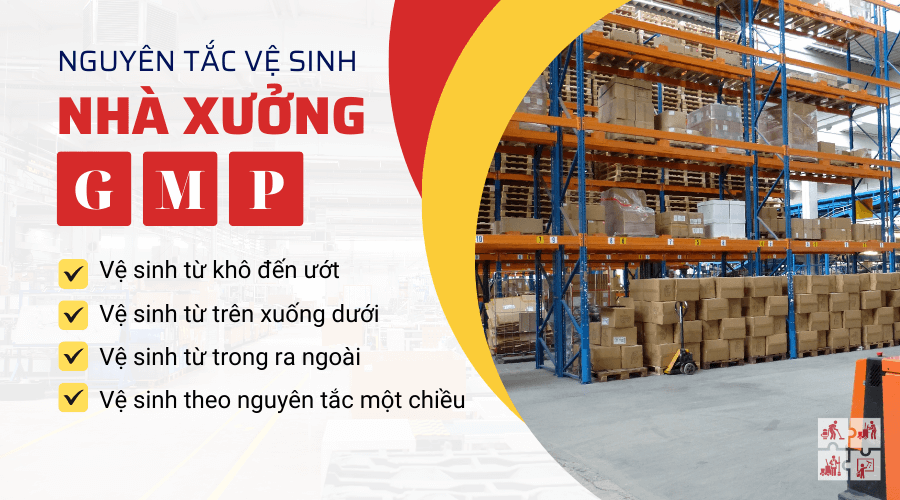 NGUYÊN TẮC VỆ SINH
NHÀ XƯỞNG
GMP
Vệ sinh từ khô đến ướt
Vệ sinh từ trên xuống dưới
Vệ sinh từ trong ra ngoài
Vệ sinh theo nguyên tắc một chiều